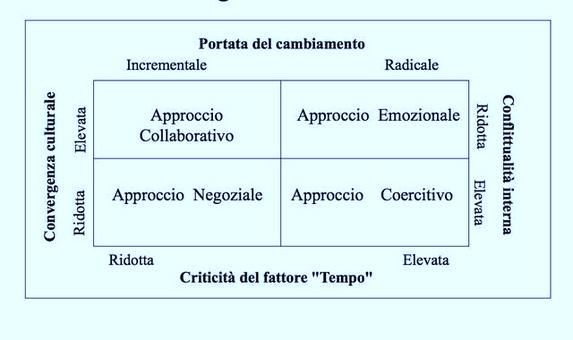 Portata del cambiamento
Incrementale Radicale
Convergenza culturale
Elevata
Ridotta
Approccio
Collaborativo
Approccio Emozionale
Approccio Negoziale
Approccio Coercitivo
Ridotta
Elevata
Conflittualità interna
Ridotta Elevata
Criticità del fattore "Tempo"